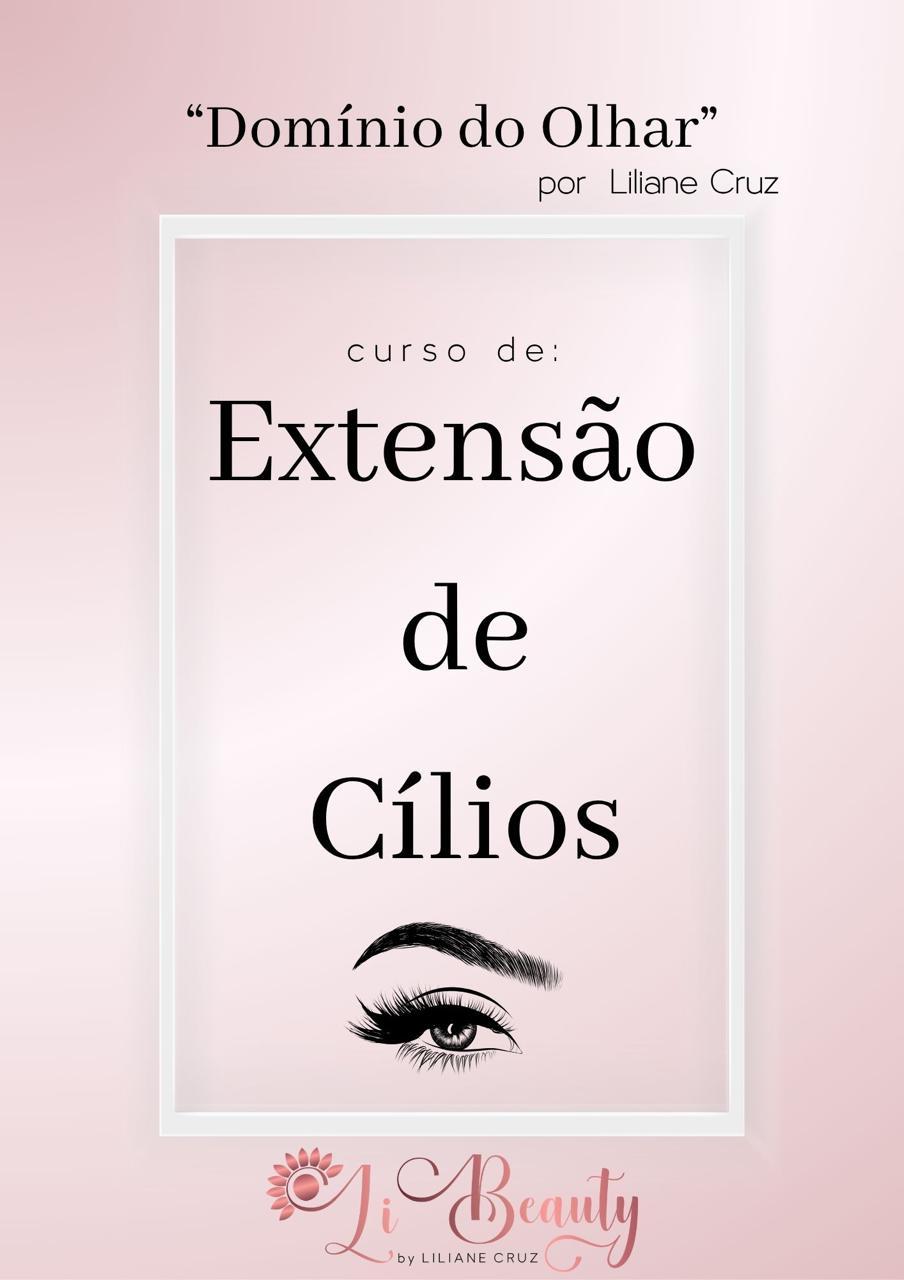 “Domínio do Olhar”
por Liliane Cruz
curso de:
Extensão
de
Cílios
Li Beauty
by LILIANE CRUZ